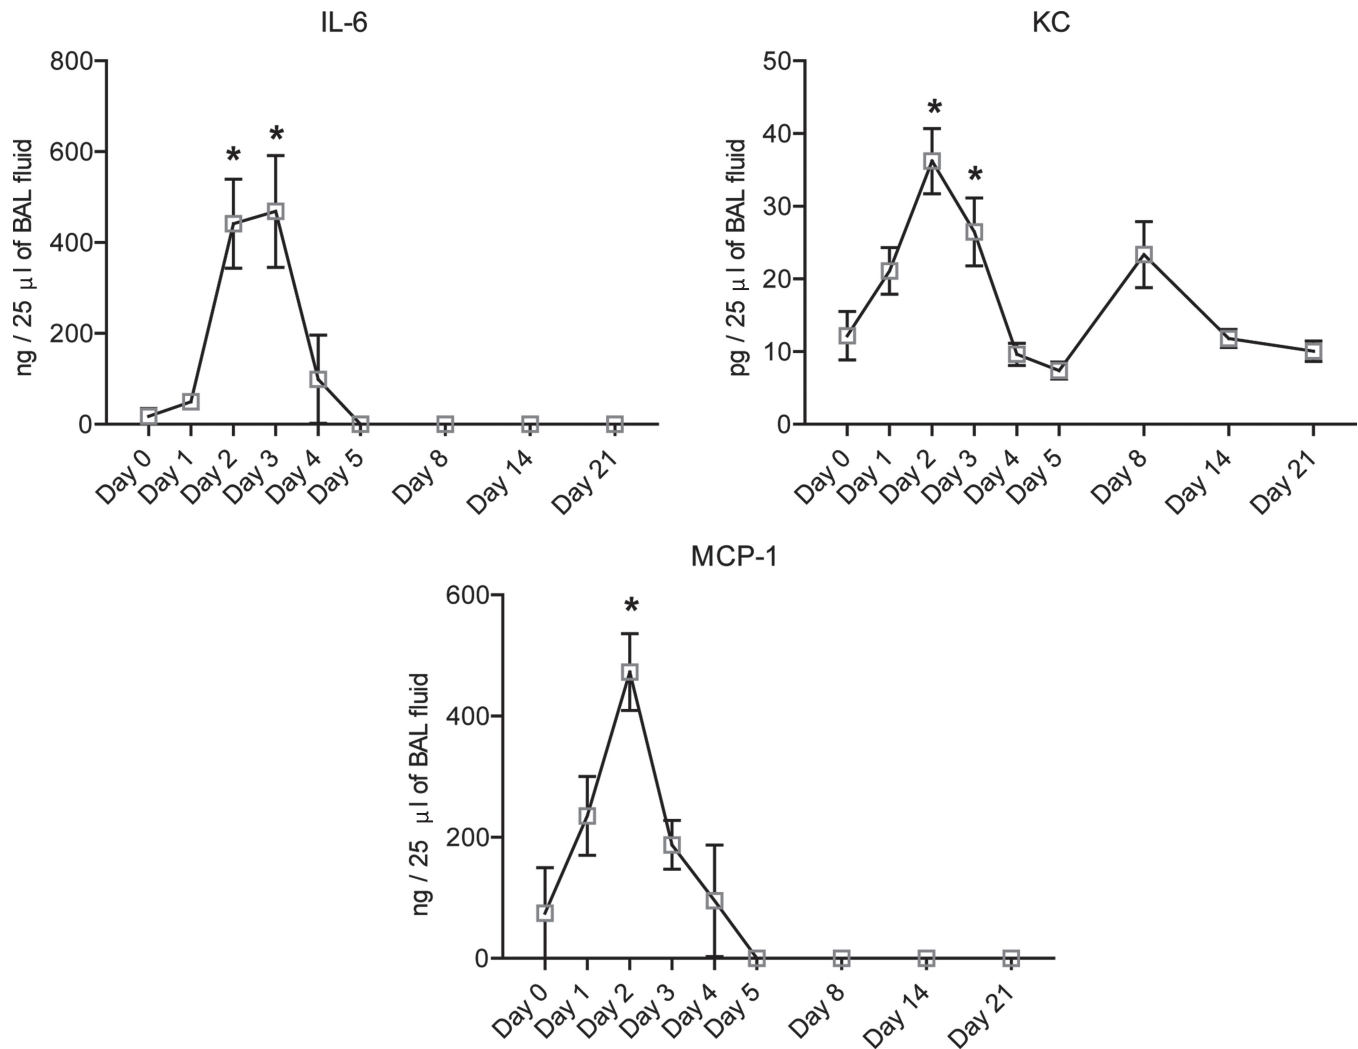 IL-6
800
600
400
200
0
ng / 25 μl of BAL fluid
*
*
Day 0
Day 1
Day 2
Day 3
Day 4
Day 5
Day 8
Day 14
Day 21
KC
50
40
30
20
10
0
pg / 25 μl of BAL fluid
*
*
Day 0
Day 1
Day 2
Day 3
Day 4
Day 5
Day 8
Day 14
Day 21
MCP-1
600
400
200
0
ng / 25 μl of BAL fluid
*
Day 0
Day 1
Day 2
Day 3
Day 4
Day 5
Day 8
Day 14
Day 21